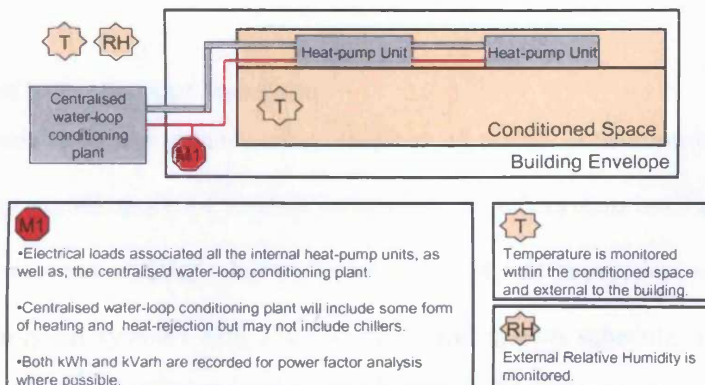 T
RH
Heat-pump Unit
Heat-pump Unit
Centralised
water-loop
conditioning
plant
T
M1
Conditioned Space
Building Envelope
M1
•Electrical loads associated all the internal heat-pump units, as
well as, the centralised water-loop conditioning plant.
•Centralised water-loop conditioning plant will include some form
of heating and heat-rejection but may not include chillers.
•Both kWh and kVarh are recorded for power factor analysis
where possible.
T
Temperature is monitored
within the conditioned space
and external to the building.
RH
External Relative Humidity is
monitored.